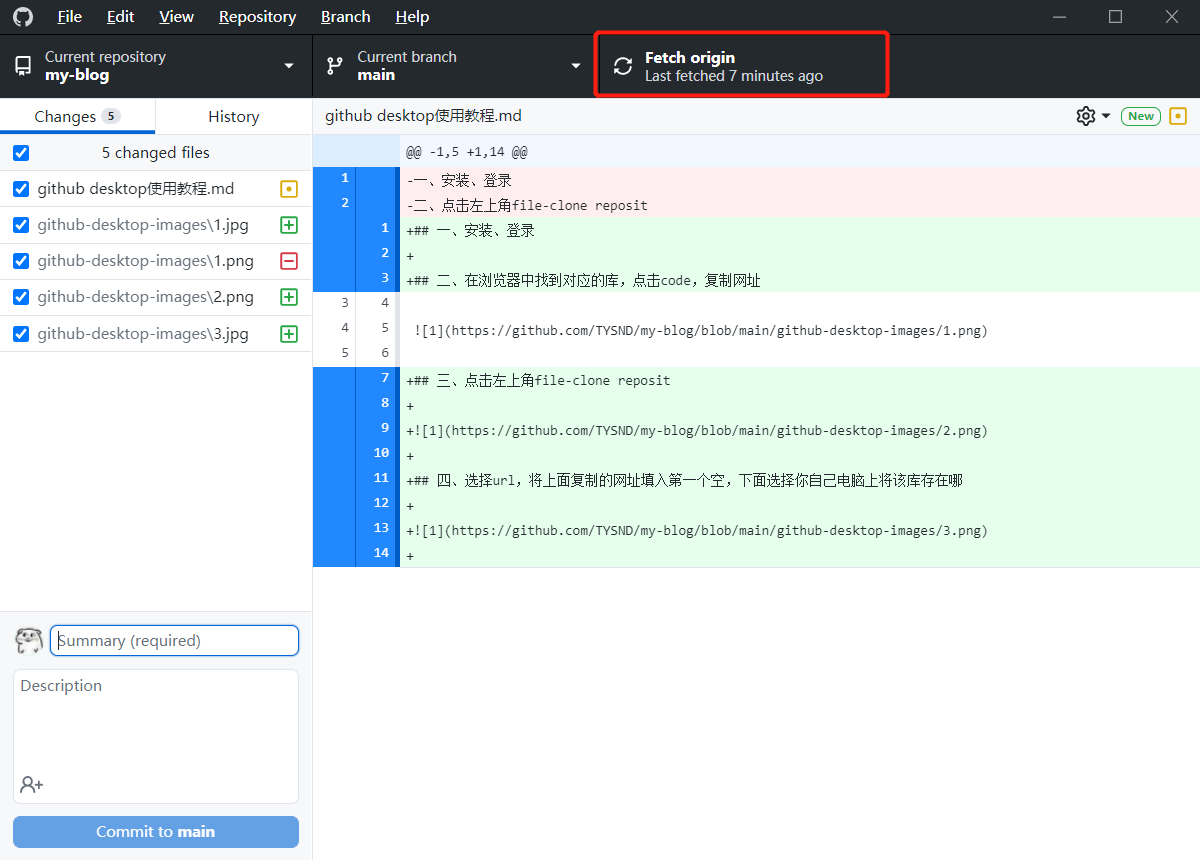 File Edit View Repository Branch Help
Current repository
my-blog
Current branch
main
Fetch origin
Last fetched 7 minutes ago
Changes 5
History
github desktop使用教程.md
New
5 changed files
github desktop使用教程.md
github-desktop-images\1.jpg
github-desktop-images\1.png
github-desktop-images\2.png
github-desktop-images\3.jpg
@@ -1,5 +1,14 @@
1 -一、安装、登录
2 -二、点击左上角file-clone reposit
1 +## 一、安装、登录
2 +
3 +## 二、在浏览器中找到对应的库，点击code，复制网址
3 4
4 5 ![1](https://github.com/TYSND/my-blog/blob/main/github-desktop-images/1.png)
5 6
7 +## 三、点击左上角file-clone reposit
8 +
9 +![1](https://github.com/TYSND/my-blog/blob/main/github-desktop-images/2.png)
10 +
11 +## 四、选择url，将上面复制的网址填入第一个空，下面选择你自己电脑上将该库存在哪
12 +
13 +![1](https://github.com/TYSND/my-blog/blob/main/github-desktop-images/3.png)
14 +
Summary (required)
Description
Commit to main